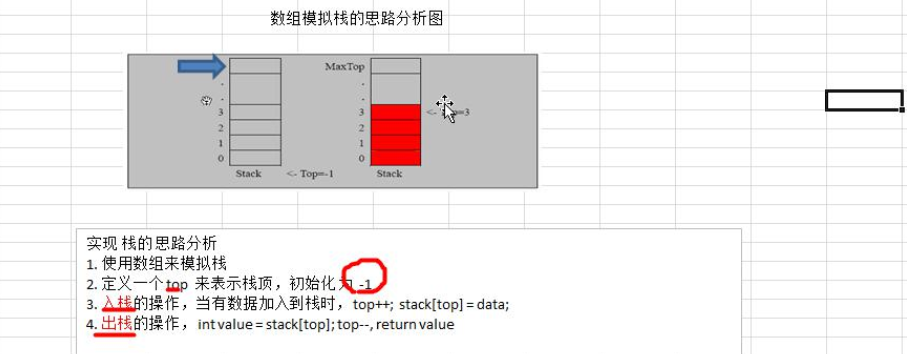 数组模拟栈的思路分析图
MaxTop
3
2
1
0
Stack
<- Top=-1
3
2
1
0
Stack
实现 栈的思路分析
1. 使用数组来模拟栈
2. 定义一个 top 来表示栈顶，初始化 -1
3. 入栈的操作，当有数据加入到栈时，top++; stack[top] = data;
4. 出栈的操作， int value = stack[top]; top--, return value